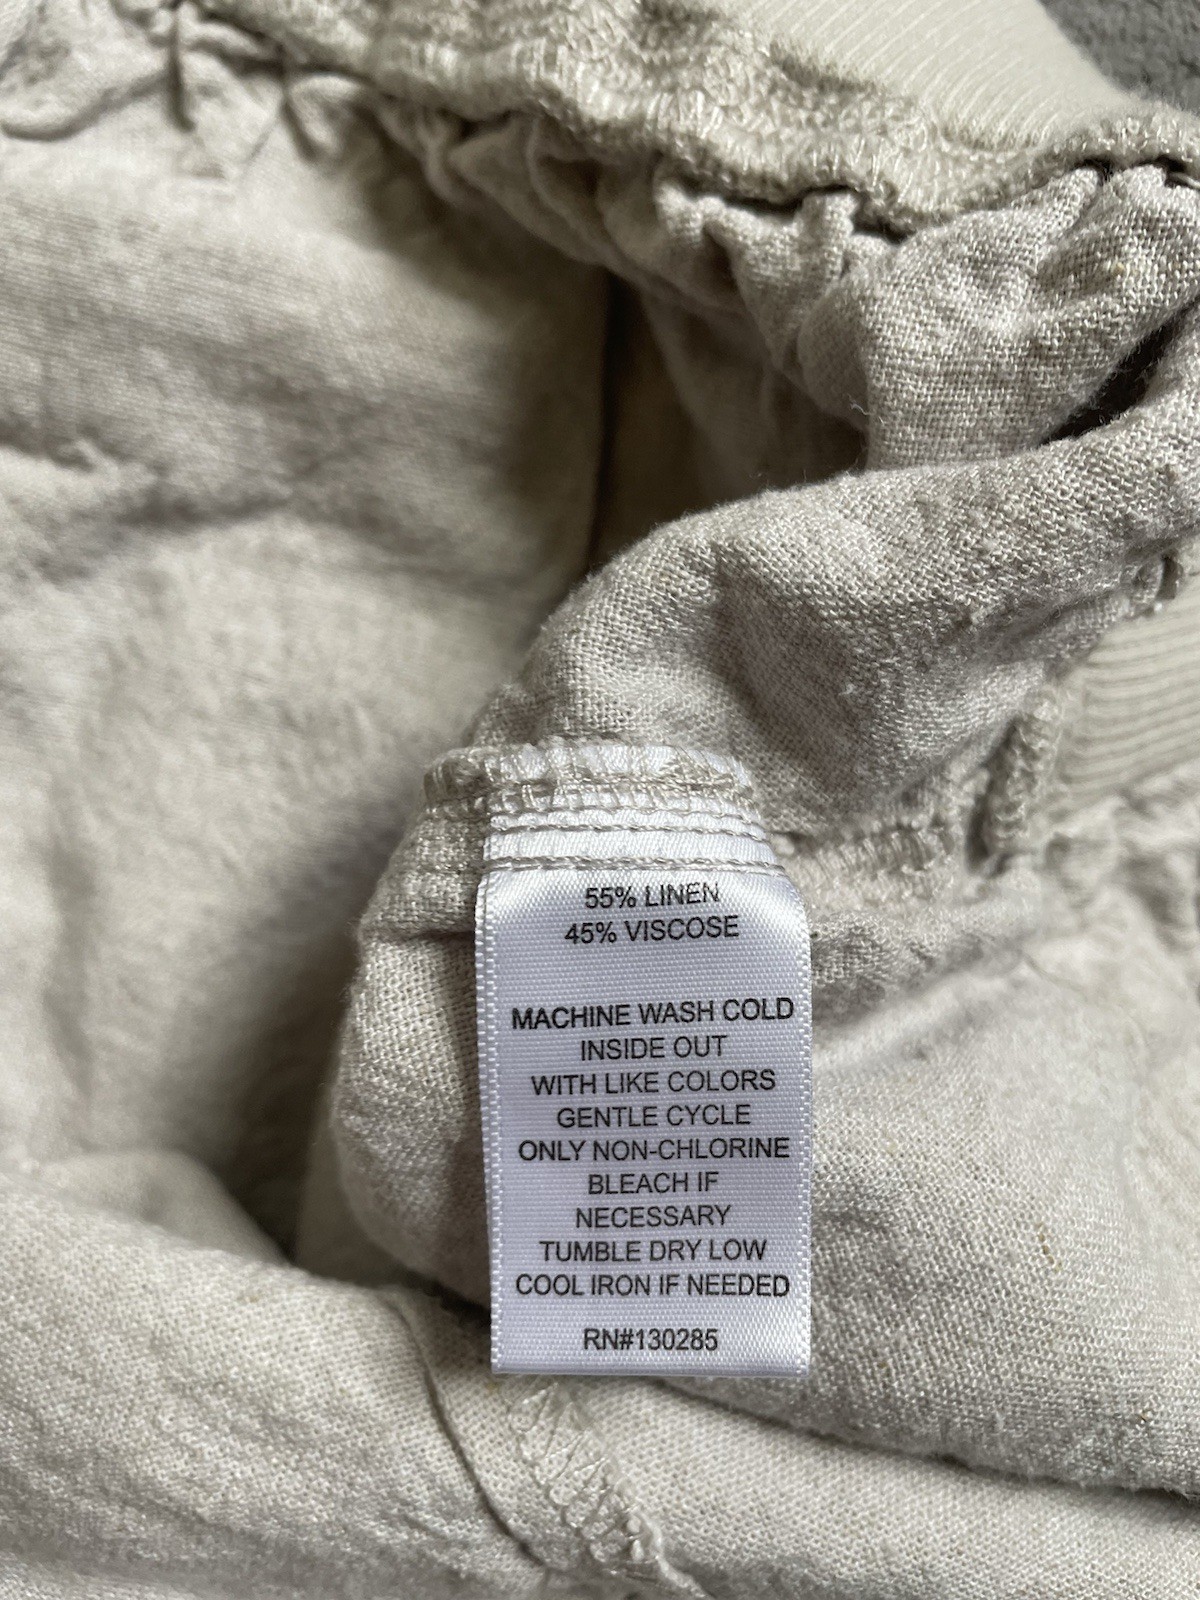 55% LINEN
45% VISCOSE
MACHINE WASH COLD
INSIDE OUT
WITH LIKE COLORS
GENTLE CYCLE
ONLY NON-CHLORINE
BLEACH IF
NECESSARY
TUMBLE DRY LOW
COOL IRON IF NEEDED
RN#130285